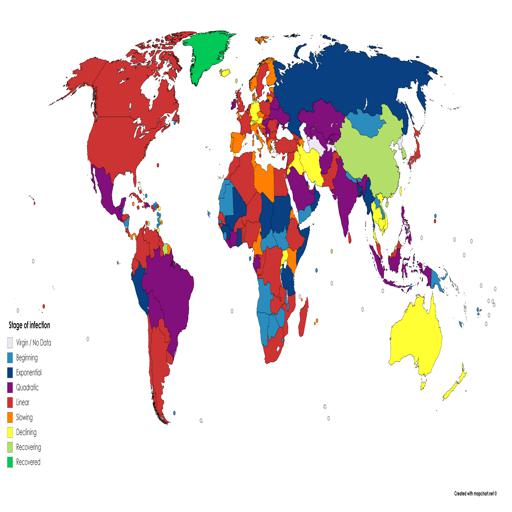 Stage of infection
Virgin / No Data
Beginning
Exponential
Quadratic
Linear
Slowing
Declining
Recovering
Recovered
Created with mapchart.net ©